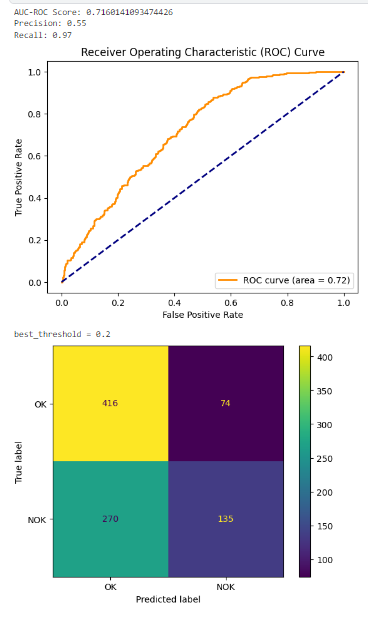 AUC-ROC Score: 0.7160141093474426
Precision: 0.55
Recall: 0.97
Receiver Operating Characteristic (ROC) Curve
1.0
0.8
0.6
0.4
0.2
0.0
True Positive Rate
ROC curve (area = 0.72)
0.0 0.2 0.4 0.6 0.8 1.0
False Positive Rate
best_threshold = 0.2
True label
OK
416 74
NOK
270 135
OK NOK
Predicted label
400
350
300
250
200
150
100